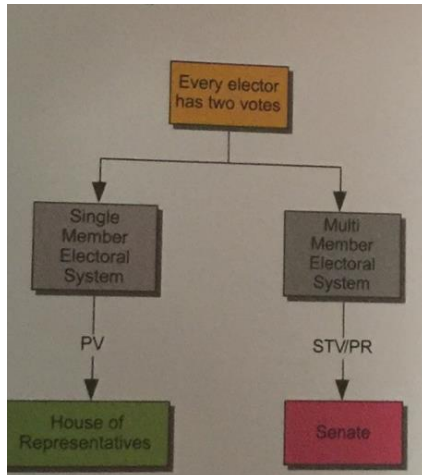 Every elector
has two votes
Single
Member
Electoral
System
Multi
Member
Electoral
System
PV
STV/PR
House of
Representatives
Senate